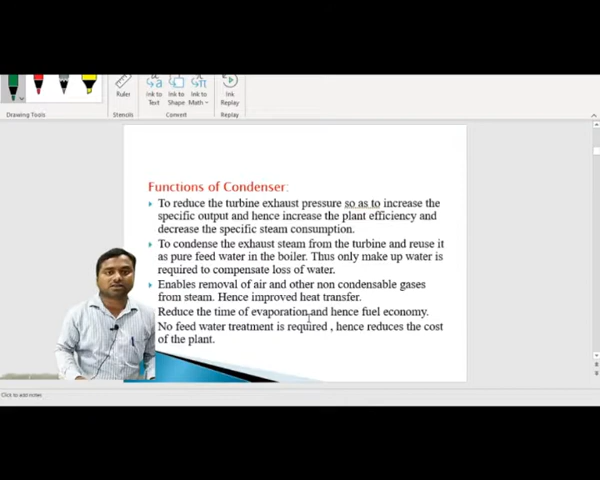 Ruler
Ink to Text
Ink to Shape
Ink to Math
Ink Replay
Drawing Tools
Stencils
Convert
Replay
Functions of Condenser:
To reduce the turbine exhaust pressure so as to increase the
specific output and hence increase the plant efficiency and
decrease the specific steam consumption.
To condense the exhaust steam from the turbine and reuse it
as pure feed water in the boiler. Thus only make up water is
required to compensate loss of water.
Enables removal of air and other non condensable gases
from steam. Hence improved heat transfer.
Reduce the time of evaporation and hence fuel economy.
No feed water treatment is required , hence reduces the cost
of the plant.
Click to add notes